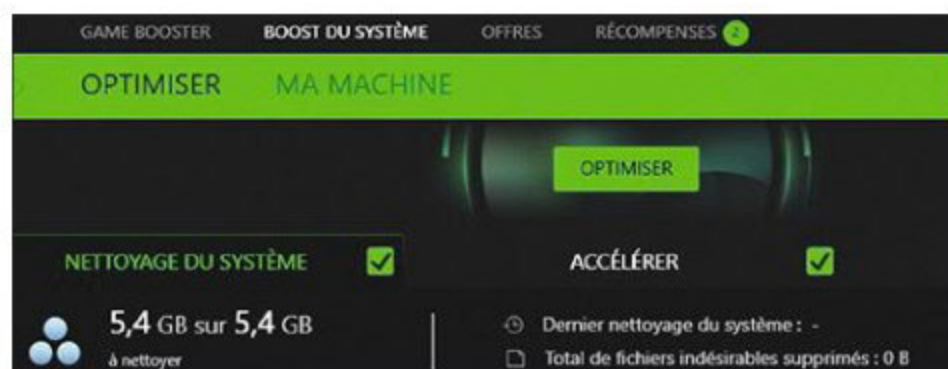 GAME BOOSTER BOOST DU SYSTÈME OFFRES RÉCOMPENSES 2
OPTIMISER MA MACHINE
OPTIMISER
NETTOYAGE DU SYSTÈME ACCÉLÉRER
5,4 GB sur 5,4 GB
à nettoyer
Dernier nettoyage du système : -
Total de fichiers indésirables supprimés : 0 B